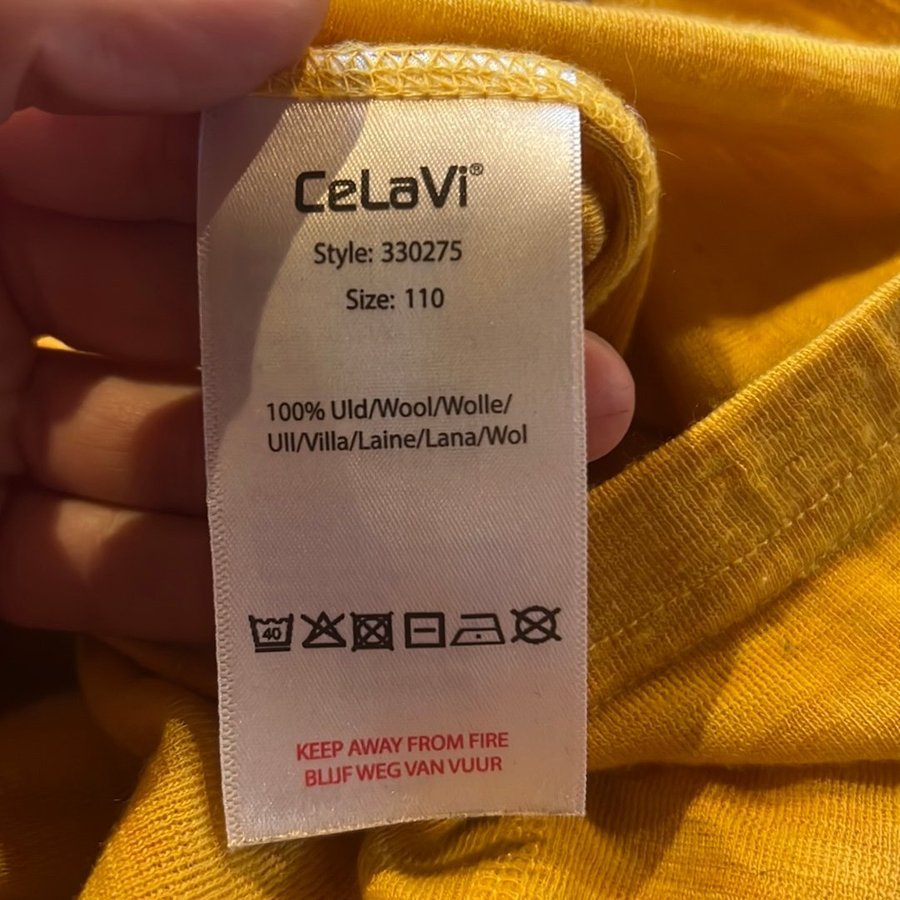 CeLaVi®
Style: 330275
Size: 110
100% Uld/Wool/Wolle/
Ull/Villa/Laine/Lana/Wol
40
KEEP AWAY FROM FIRE
BLIJF WEG VAN VUUR